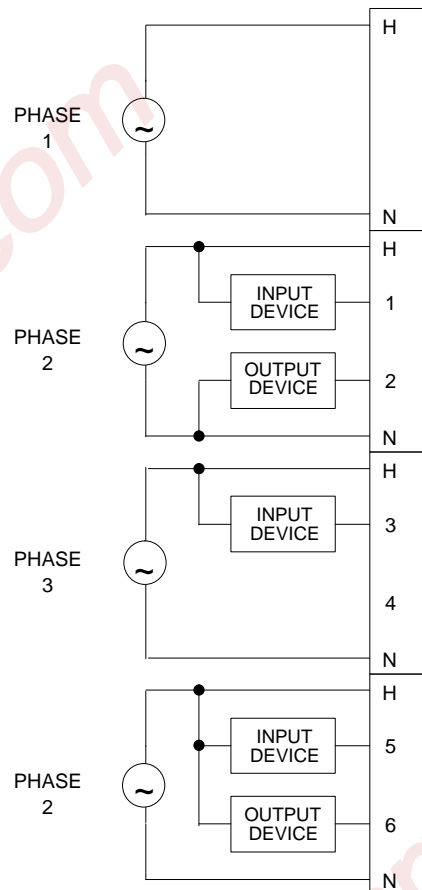 H
PHASE
1
~
N
H
INPUT
DEVICE
1
PHASE
2
~
OUTPUT
DEVICE
2
N
H
INPUT
DEVICE
3
PHASE
3
~
4
N
H
INPUT
DEVICE
5
PHASE
2
~
OUTPUT
DEVICE
6
N
com